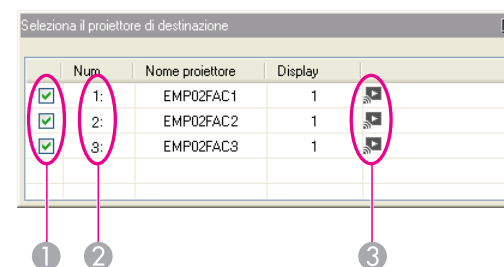 Seleziona il proiettore di destinazione
Num Nome proiettore Display
1: EMP02FAC1 1
2: EMP02FAC2 1
3: EMP02FAC3 1
1 2 3